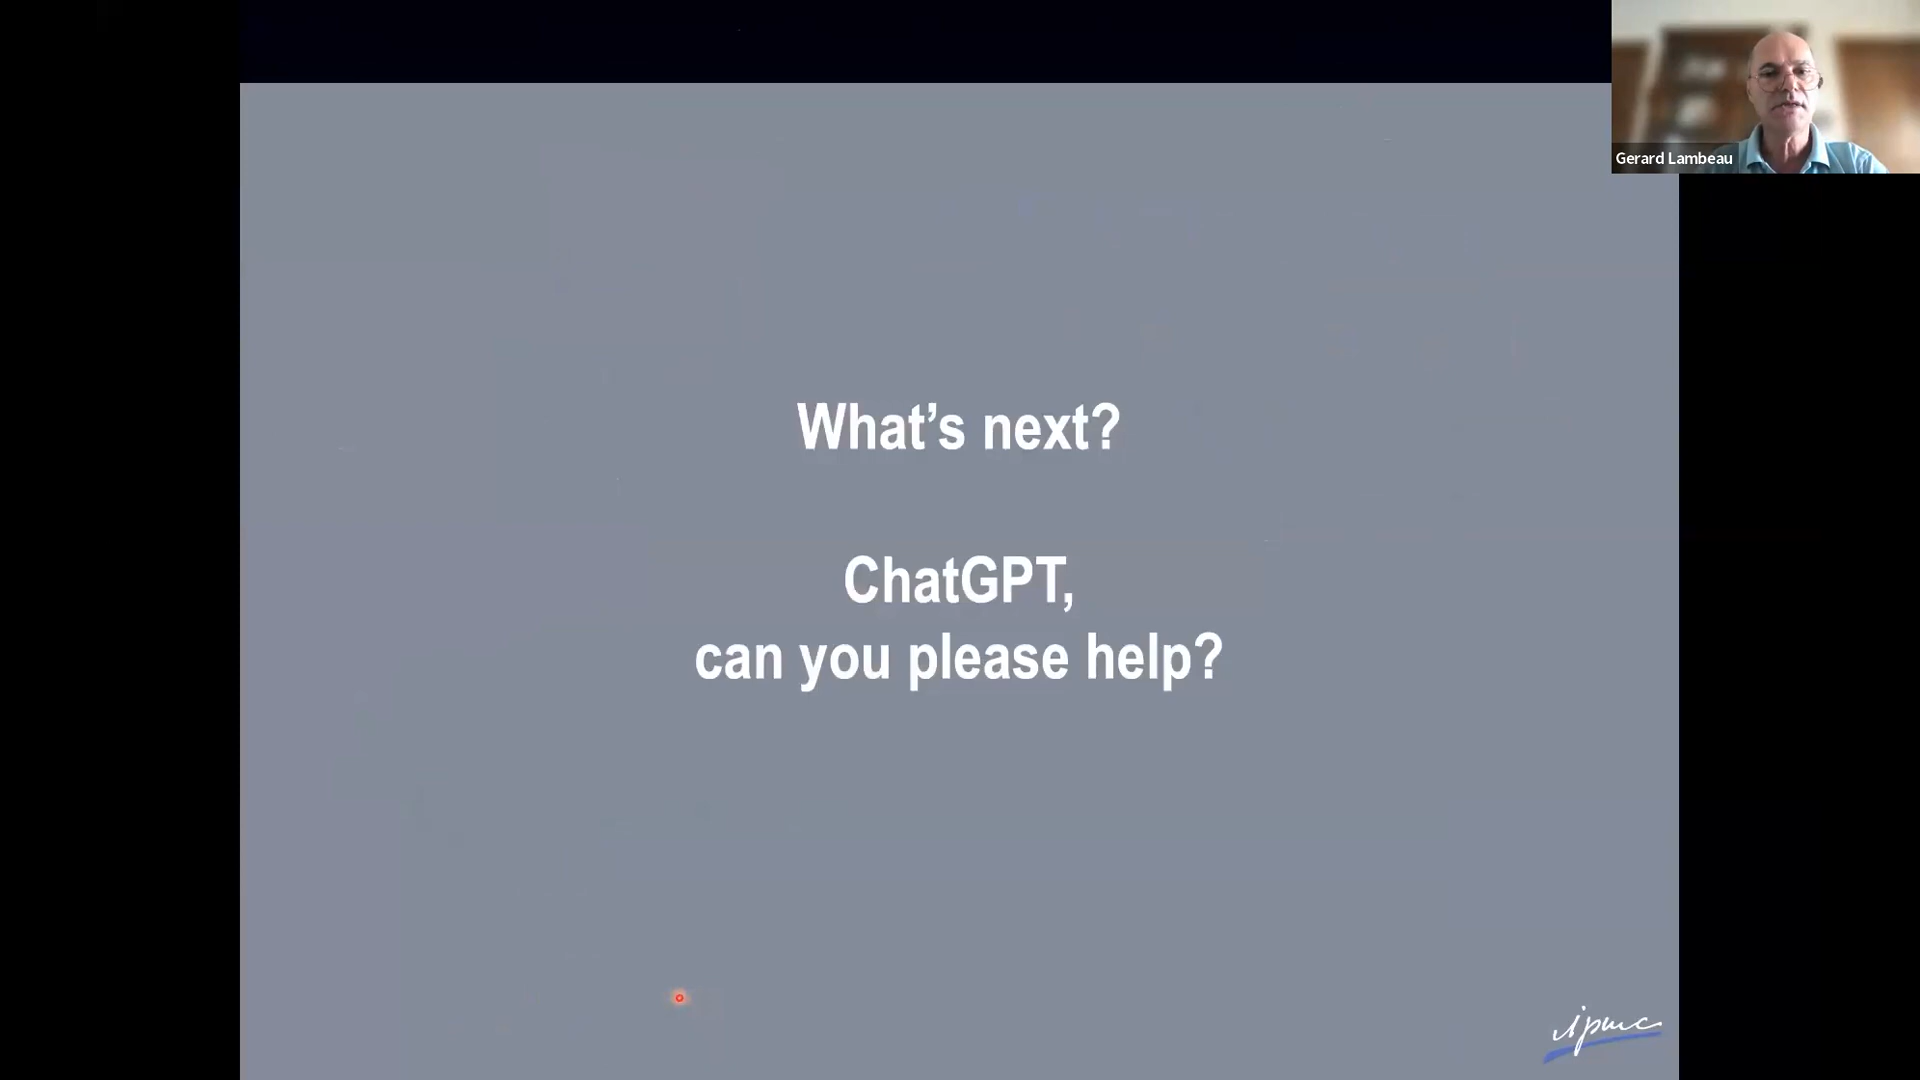 Gerard Lambeau
What's next?
ChatGPT,
can you please help?
ipmc